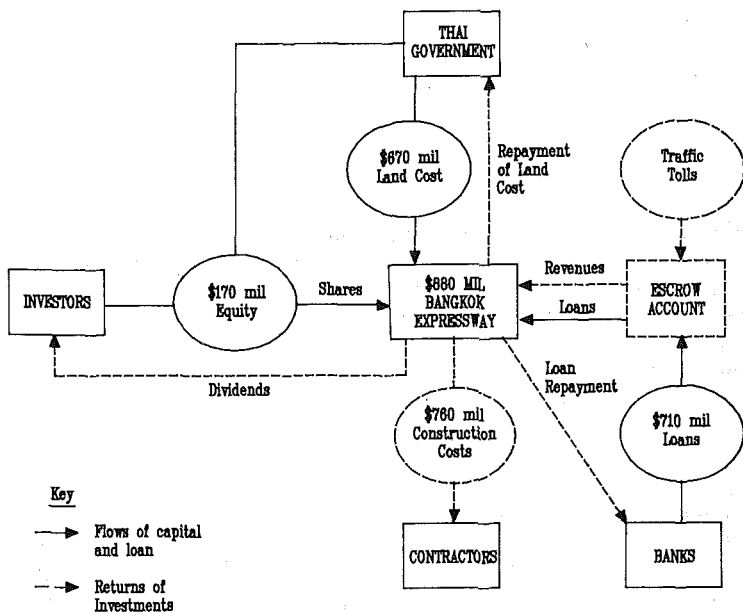 THAI
GOVERNMENT
$670 mil
Land Cost
Repayment
of Land
Cost
Traffic
Tolls
INVESTORS
$170 mil
Equity
Shares
$880 MIL
BANGKOK
EXPRESSWAY
Revenues
Loans
ESCROW
ACCOUNT
Dividends
$760 mil
Construction
Costs
Loan
Repayment
$710 mil
Loans
Key
Flows of capital
and loan
Returns of
Investments
CONTRACTORS
BANKS